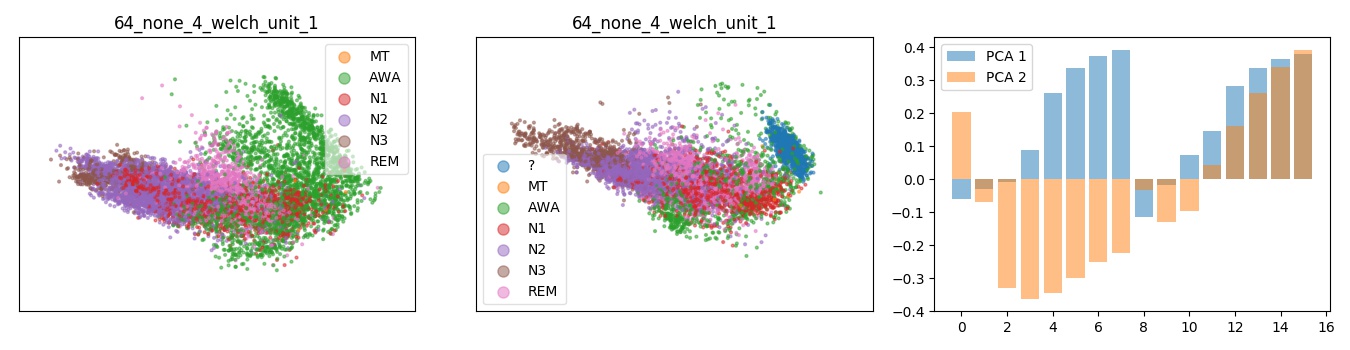 64_none_4_welch_unit_1
MT
AWA
N1
N2
N3
REM
64_none_4_welch_unit_1
?
MT
AWA
N1
N2
N3
REM
PCA 1
PCA 2
0.4
0.3
0.2
0.1
0.0
−0.1
−0.2
−0.3
−0.4
0 2 4 6 8 10 12 14 16